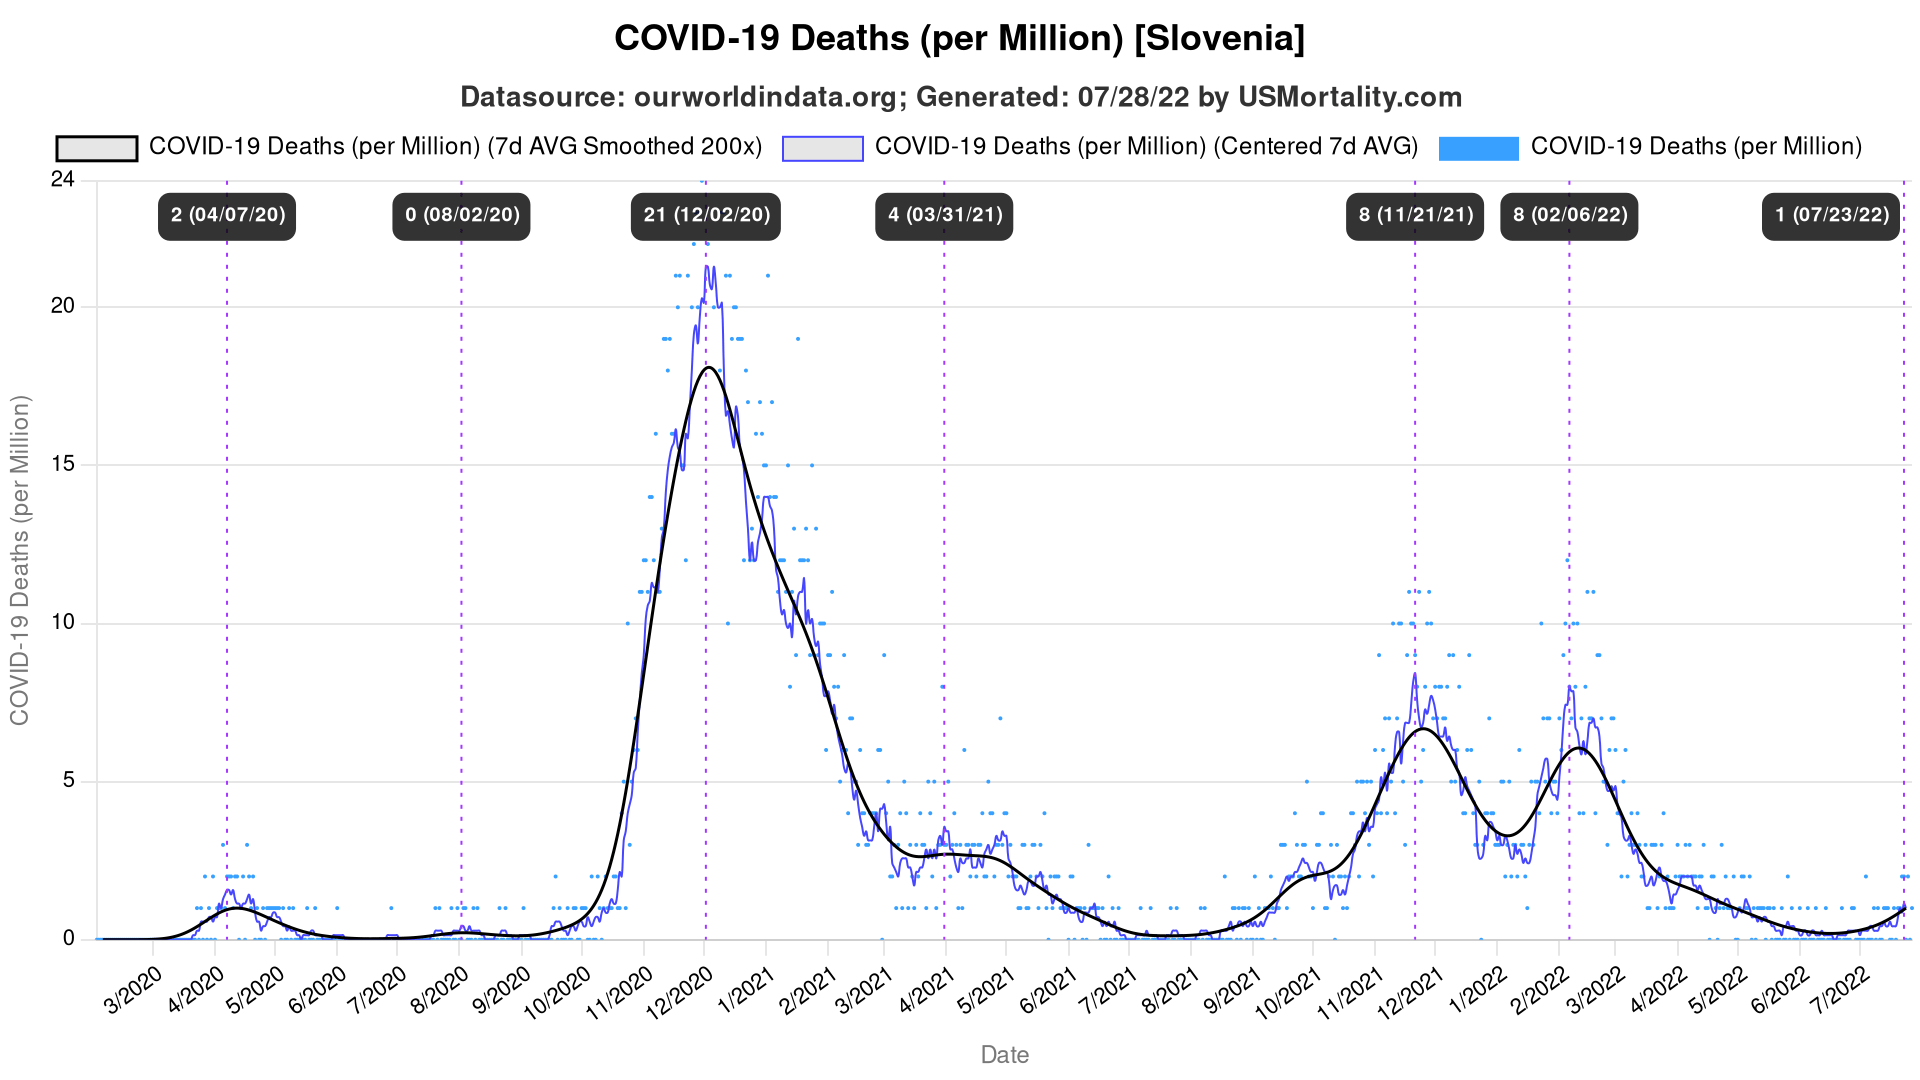 COVID-19 Deaths (per Million) [Slovenia]
Datasource: ourworldindata.org; Generated: 07/28/22 by USMortality.com
COVID-19 Deaths (per Million) (7d AVG Smoothed 200x) COVID-19 Deaths (per Million) (Centered 7d AVG) COVID-19 Deaths (per Million)
24
2 (04/07/20) 0 (08/02/20) 21 (12/02/20) 4 (03/31/21) 8 (11/21/21) 8 (02/06/22) 1 (07/23/22)
20
15
10
5
0
COVID-19 Deaths (per Million)
3/2020 4/2020 5/2020 6/2020 7/2020 8/2020 9/2020 10/2020 11/2020 12/2020 1/2021 2/2021 3/2021 4/2021 5/2021 6/2021 7/2021 8/2021 9/2021 10/2021 11/2021 12/2021 1/2022 2/2022 3/2022 4/2022 5/2022 6/2022 7/2022
Date